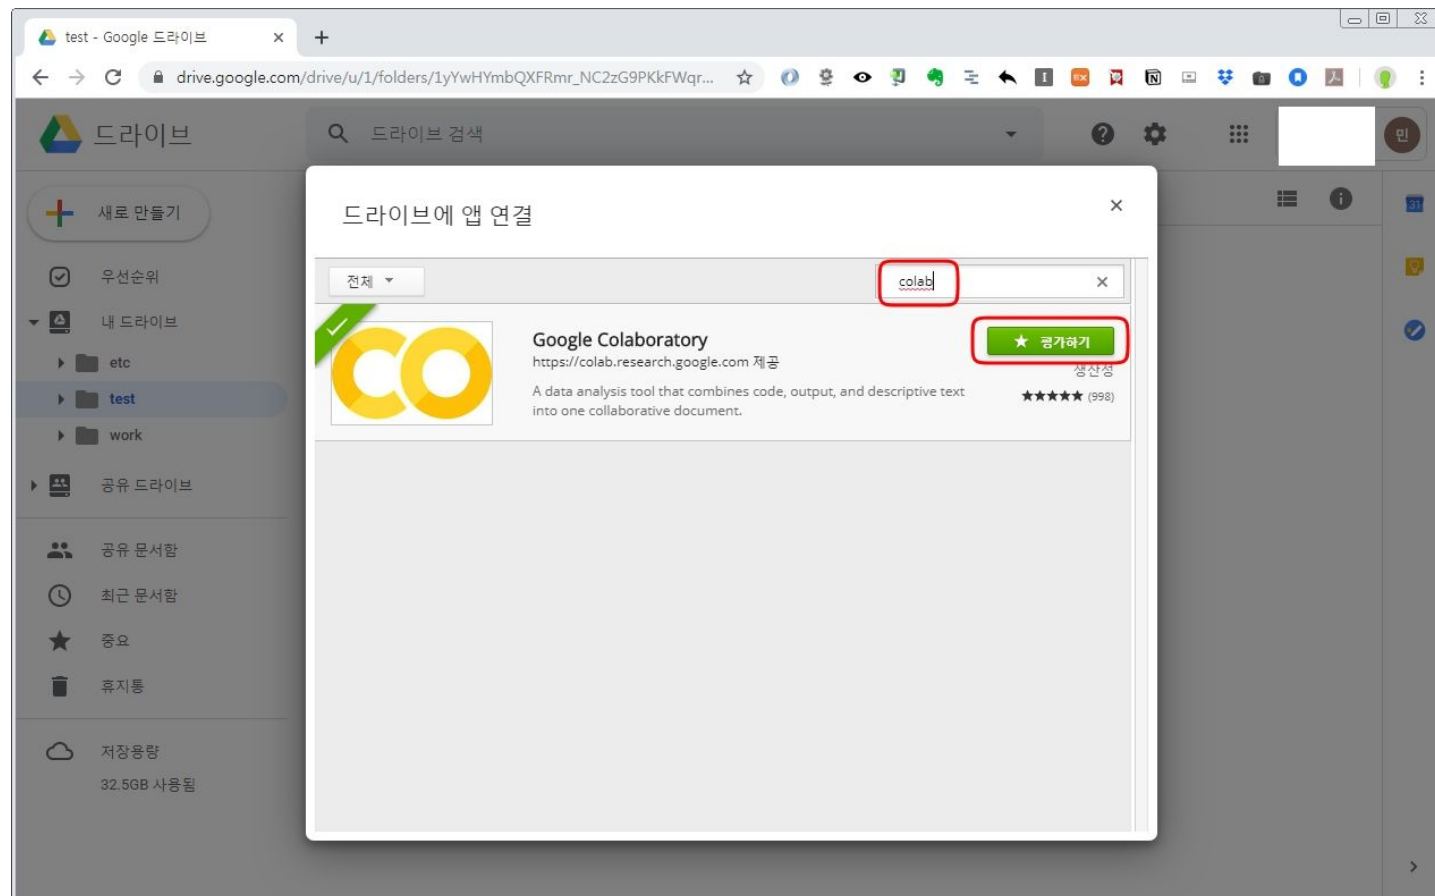 test - Google 드라이브
drive.google.com/drive/u/1/folders/1yYwHYmbQXFRmr_NC2zG9PKkFWqr...
드라이브
드라이브 검색
민
새로 만들기
드라이브에 앱 연결
31
우선순위
전체
colab
내 드라이브
Google Colaboratory
평가하기
https://colab.research.google.com 제공
생산성
etc
A data analysis tool that combines code, output, and descriptive text
(998)
into one collaborative document.
test
work
공유 드라이브
공유 문서함
최근 문서함
중요
휴지통
저장용량
32.5GB 사용됨